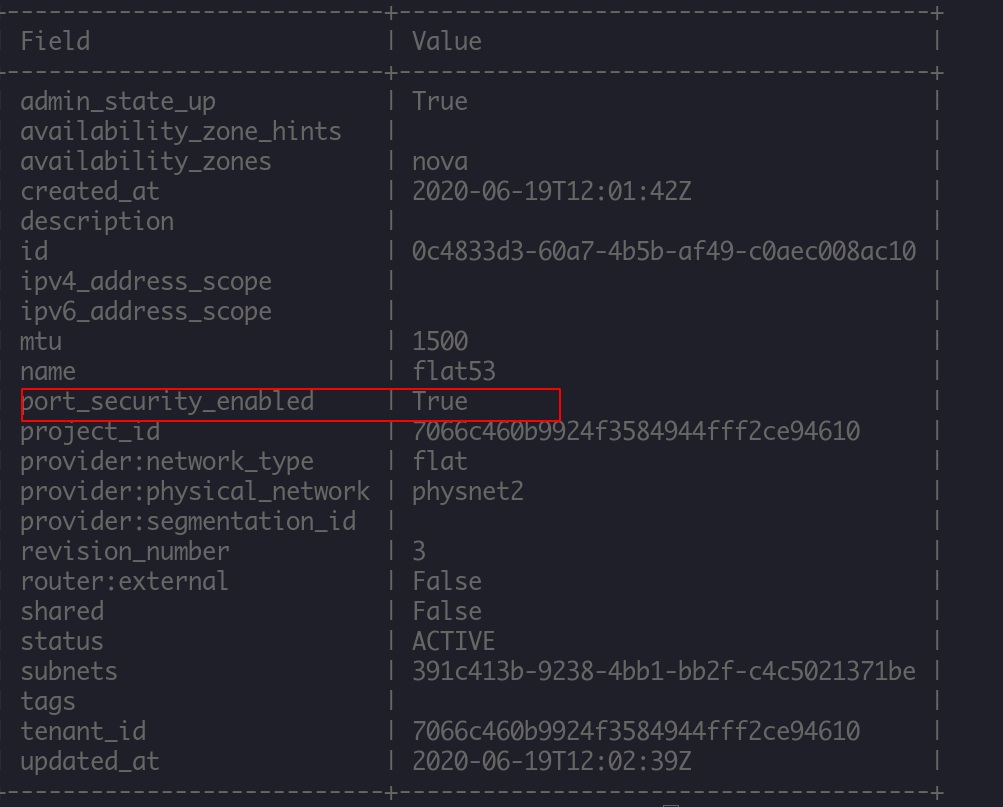 Field | Value |
admin_state_up | True |
availability_zone_hints | |
availability_zones | nova |
created_at | 2020-06-19T12:01:42Z |
description | |
id | 0c4833d3-60a7-4b5b-af49-c0aec008ac10 |
ipv4_address_scope | |
ipv6_address_scope | |
mtu | 1500 |
name | flat53 |
port_security_enabled | True |
project_id | 7066c460b9924f3584944fff2ce94610 |
provider:network_type | flat |
provider:physical_network | physnet2 |
provider:segmentation_id | |
revision_number | 3 |
router:external | False |
shared | False |
status | ACTIVE |
subnets | 391c413b-9238-4bb1-bb2f-c4c5021371be |
tags | |
tenant_id | 7066c460b9924f3584944fff2ce94610 |
updated_at | 2020-06-19T12:02:39Z |